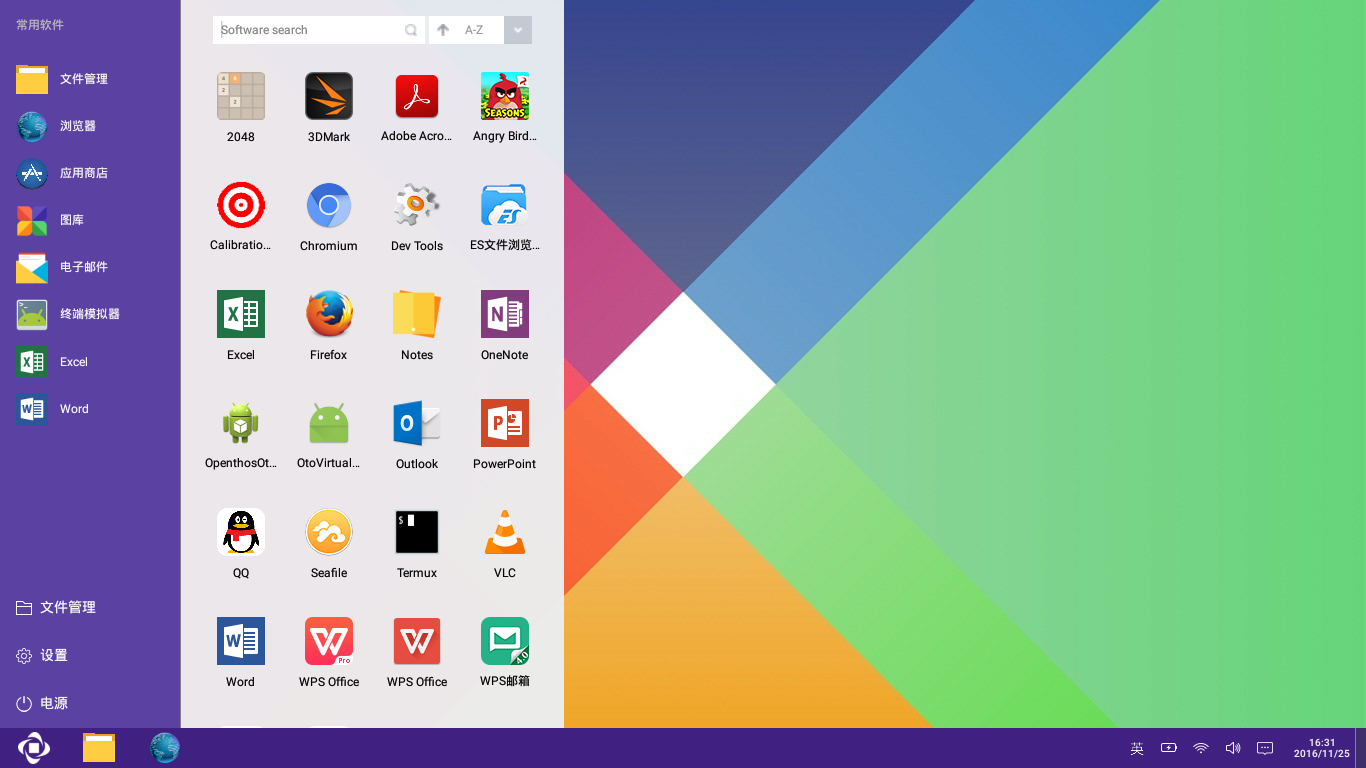 常用软件
文件管理
浏览器
应用商店
图库
电子邮件
终端模拟器
Excel
Word
文件管理
设置
电源
Software search
A-Z
2048
3DMark
Adobe Acro...
Angry Bird...
SEASONS
Calibratio...
Chromium
Dev Tools
ES文件浏览...
Excel
Firefox
Notes
OneNote
OpenthosOt...
OtoVirtual...
Outlook
PowerPoint
QQ
Seafile
Termux
VLC
Word
Pro
WPS Office
WPS Office
4.0
WPS邮箱
英
16:31
2016/11/25